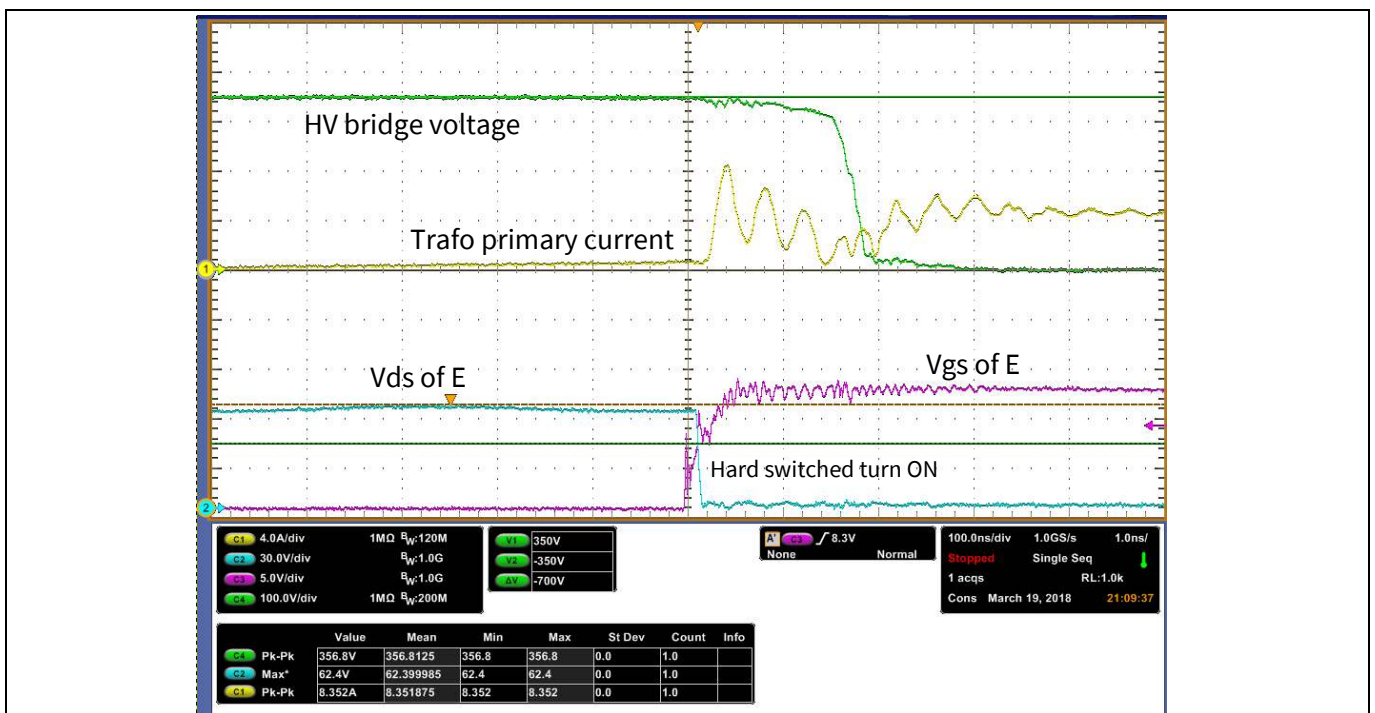 HV bridge voltage
Trafo primary current
1
Vds of E
Vgs of E
Hard switched turn ON
2
C1 4.0A/div 1MΩ BW:120M
C2 30.0V/div BW:1.0G
C3 5.0V/div BW:1.0G
C4 100.0V/div 1MΩ BW:200M
V1 350V
V2 -350V
ΔV -700V
A' C3 8.3V
None Normal
100.0ns/div 1.0GS/s 1.0ns/
Stopped Single Seq
1 acqs RL:1.0k
Cons March 19, 2018 21:09:37
Value Mean Min Max St Dev Count Info
C4 Pk-Pk 356.8V 356.8125 356.8 356.8 0.0 1.0
C2 Max* 62.4V 62.399985 62.4 62.4 0.0 1.0
C1 Pk-Pk 8.352A 8.351875 8.352 8.352 0.0 1.0